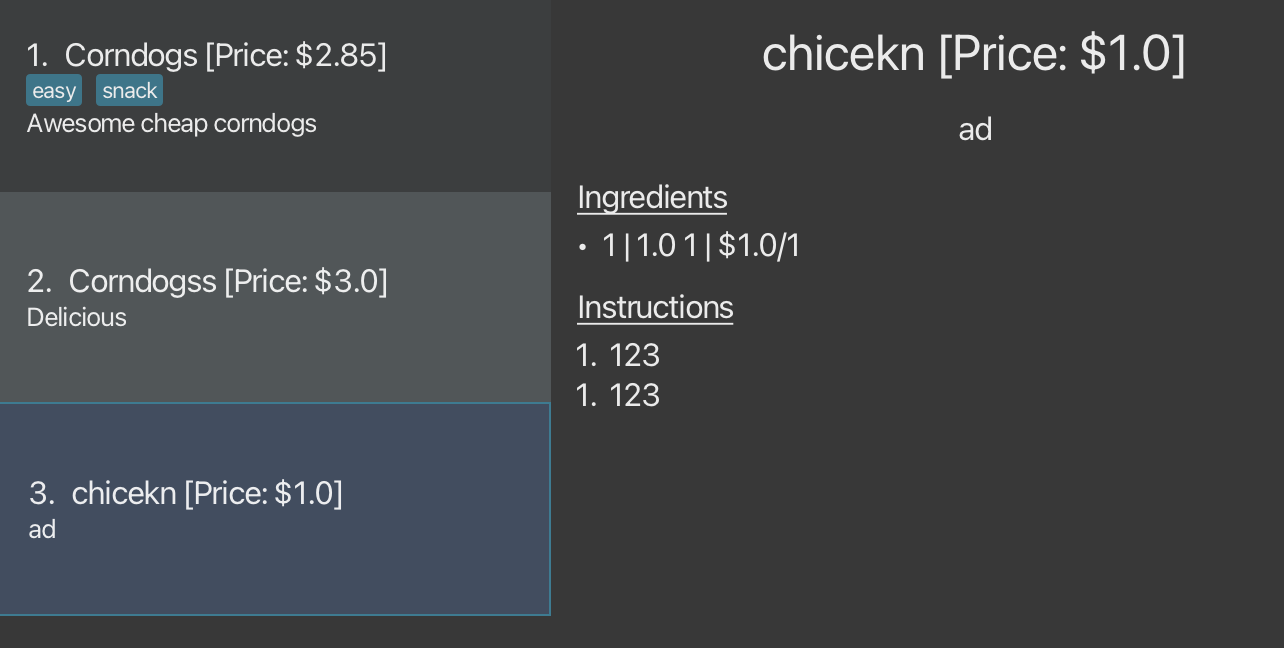 1. Corndogs [Price: $2.85]
easy snack
Awesome cheap corndogs
2. Corndogss [Price: $3.0]
Delicious
3. chicekn [Price: $1.0]
ad
chicekn [Price: $1.0]
ad
Ingredients
• 1 | 1.0 1 | $1.0/1
Instructions
1. 123
1. 123